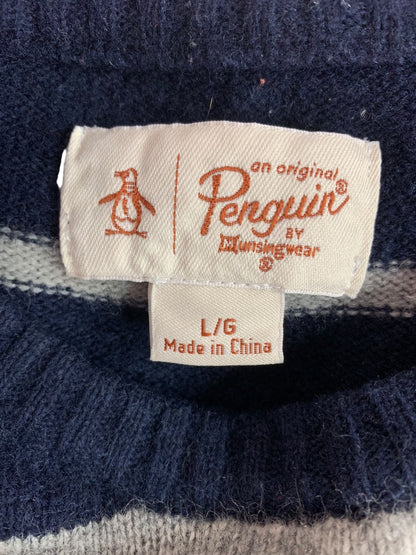 an original
Penguin®
BY
Munsingwear
®
L/G
Made in China